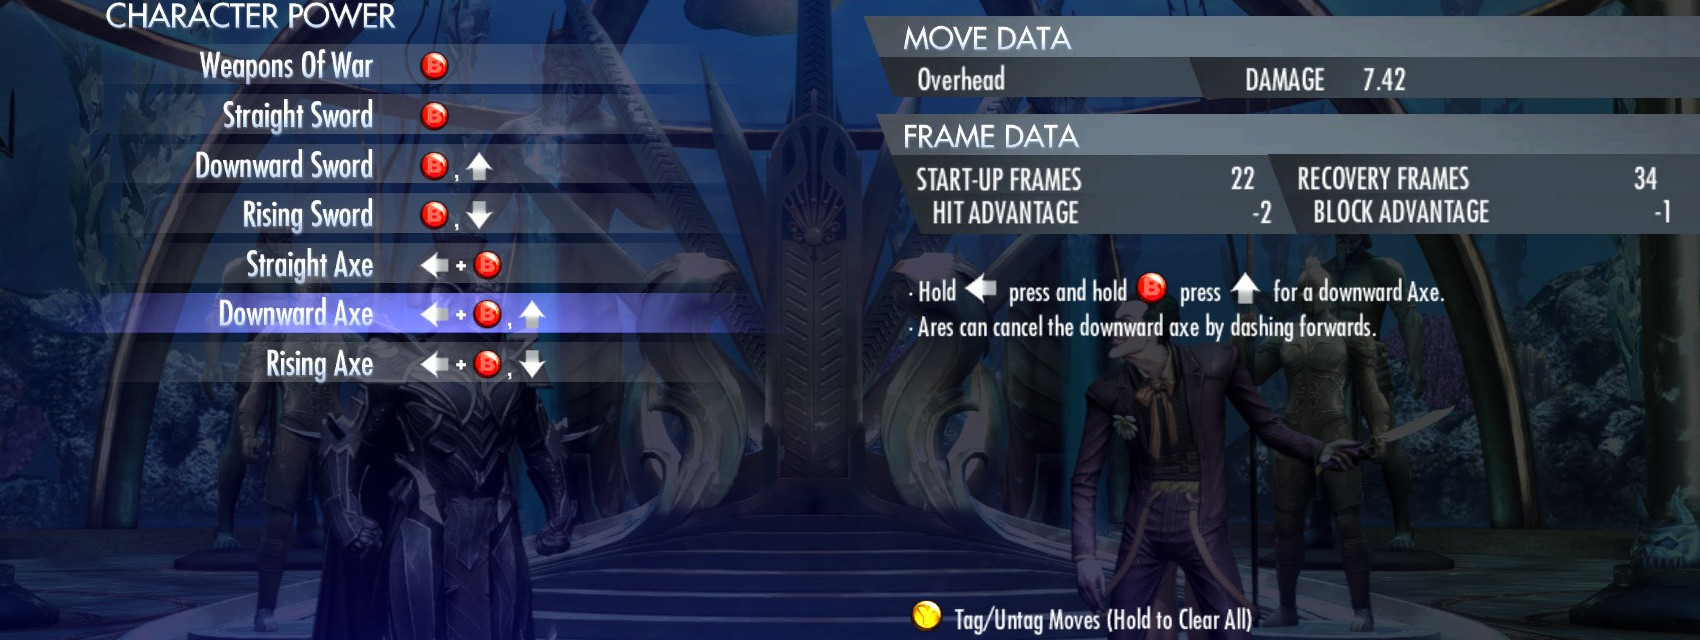 CHARACTER POWER
Weapons Of War B
Straight Sword B
Downward Sword B ,
Rising Sword B ,
Straight Axe + B
Downward Axe + B ,
Rising Axe + B ,
MOVE DATA
Overhead DAMAGE 7.42
FRAME DATA
START-UP FRAMES 22 RECOVERY FRAMES 34
HIT ADVANTAGE -2 BLOCK ADVANTAGE -1
· Hold press and hold B press for a downward Axe.
· Ares can cancel the downward axe by dashing forwards.
Y Tag/Untag Moves (Hold to Clear All)